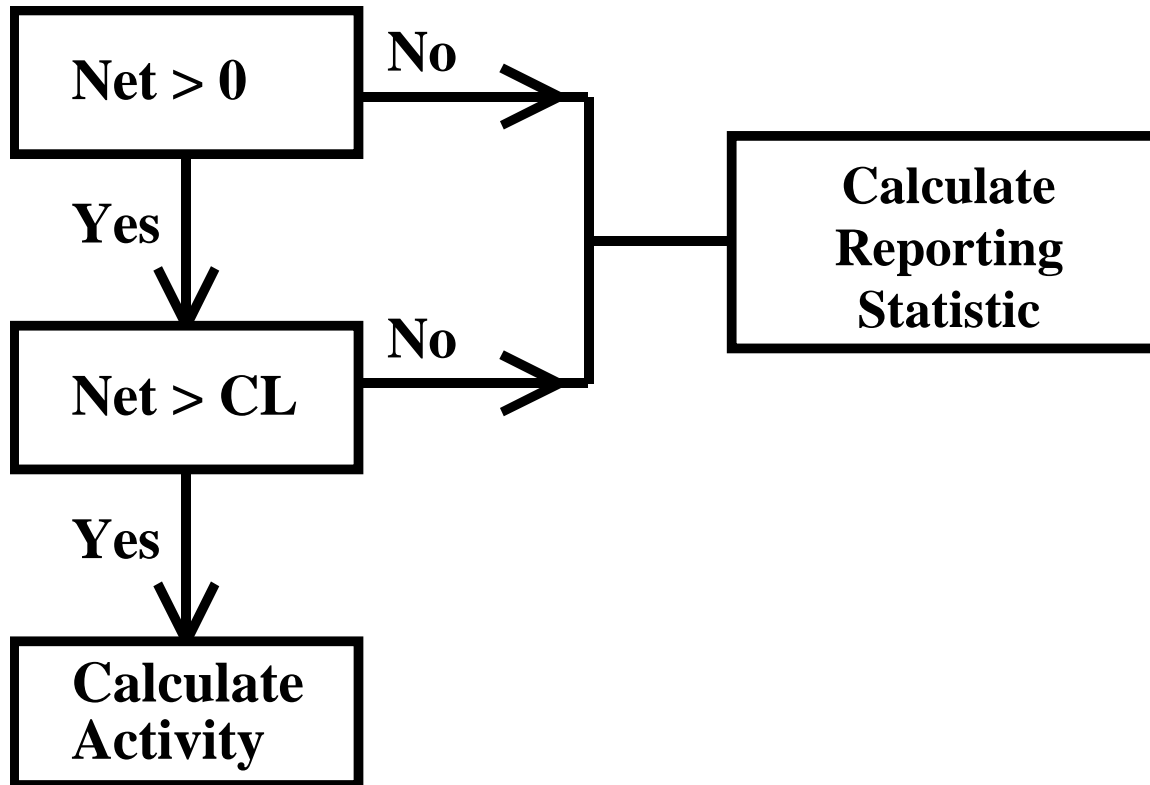 Net > 0
No
Yes
Calculate
Reporting
Statistic
No
Net > CL
Yes
Calculate
Activity